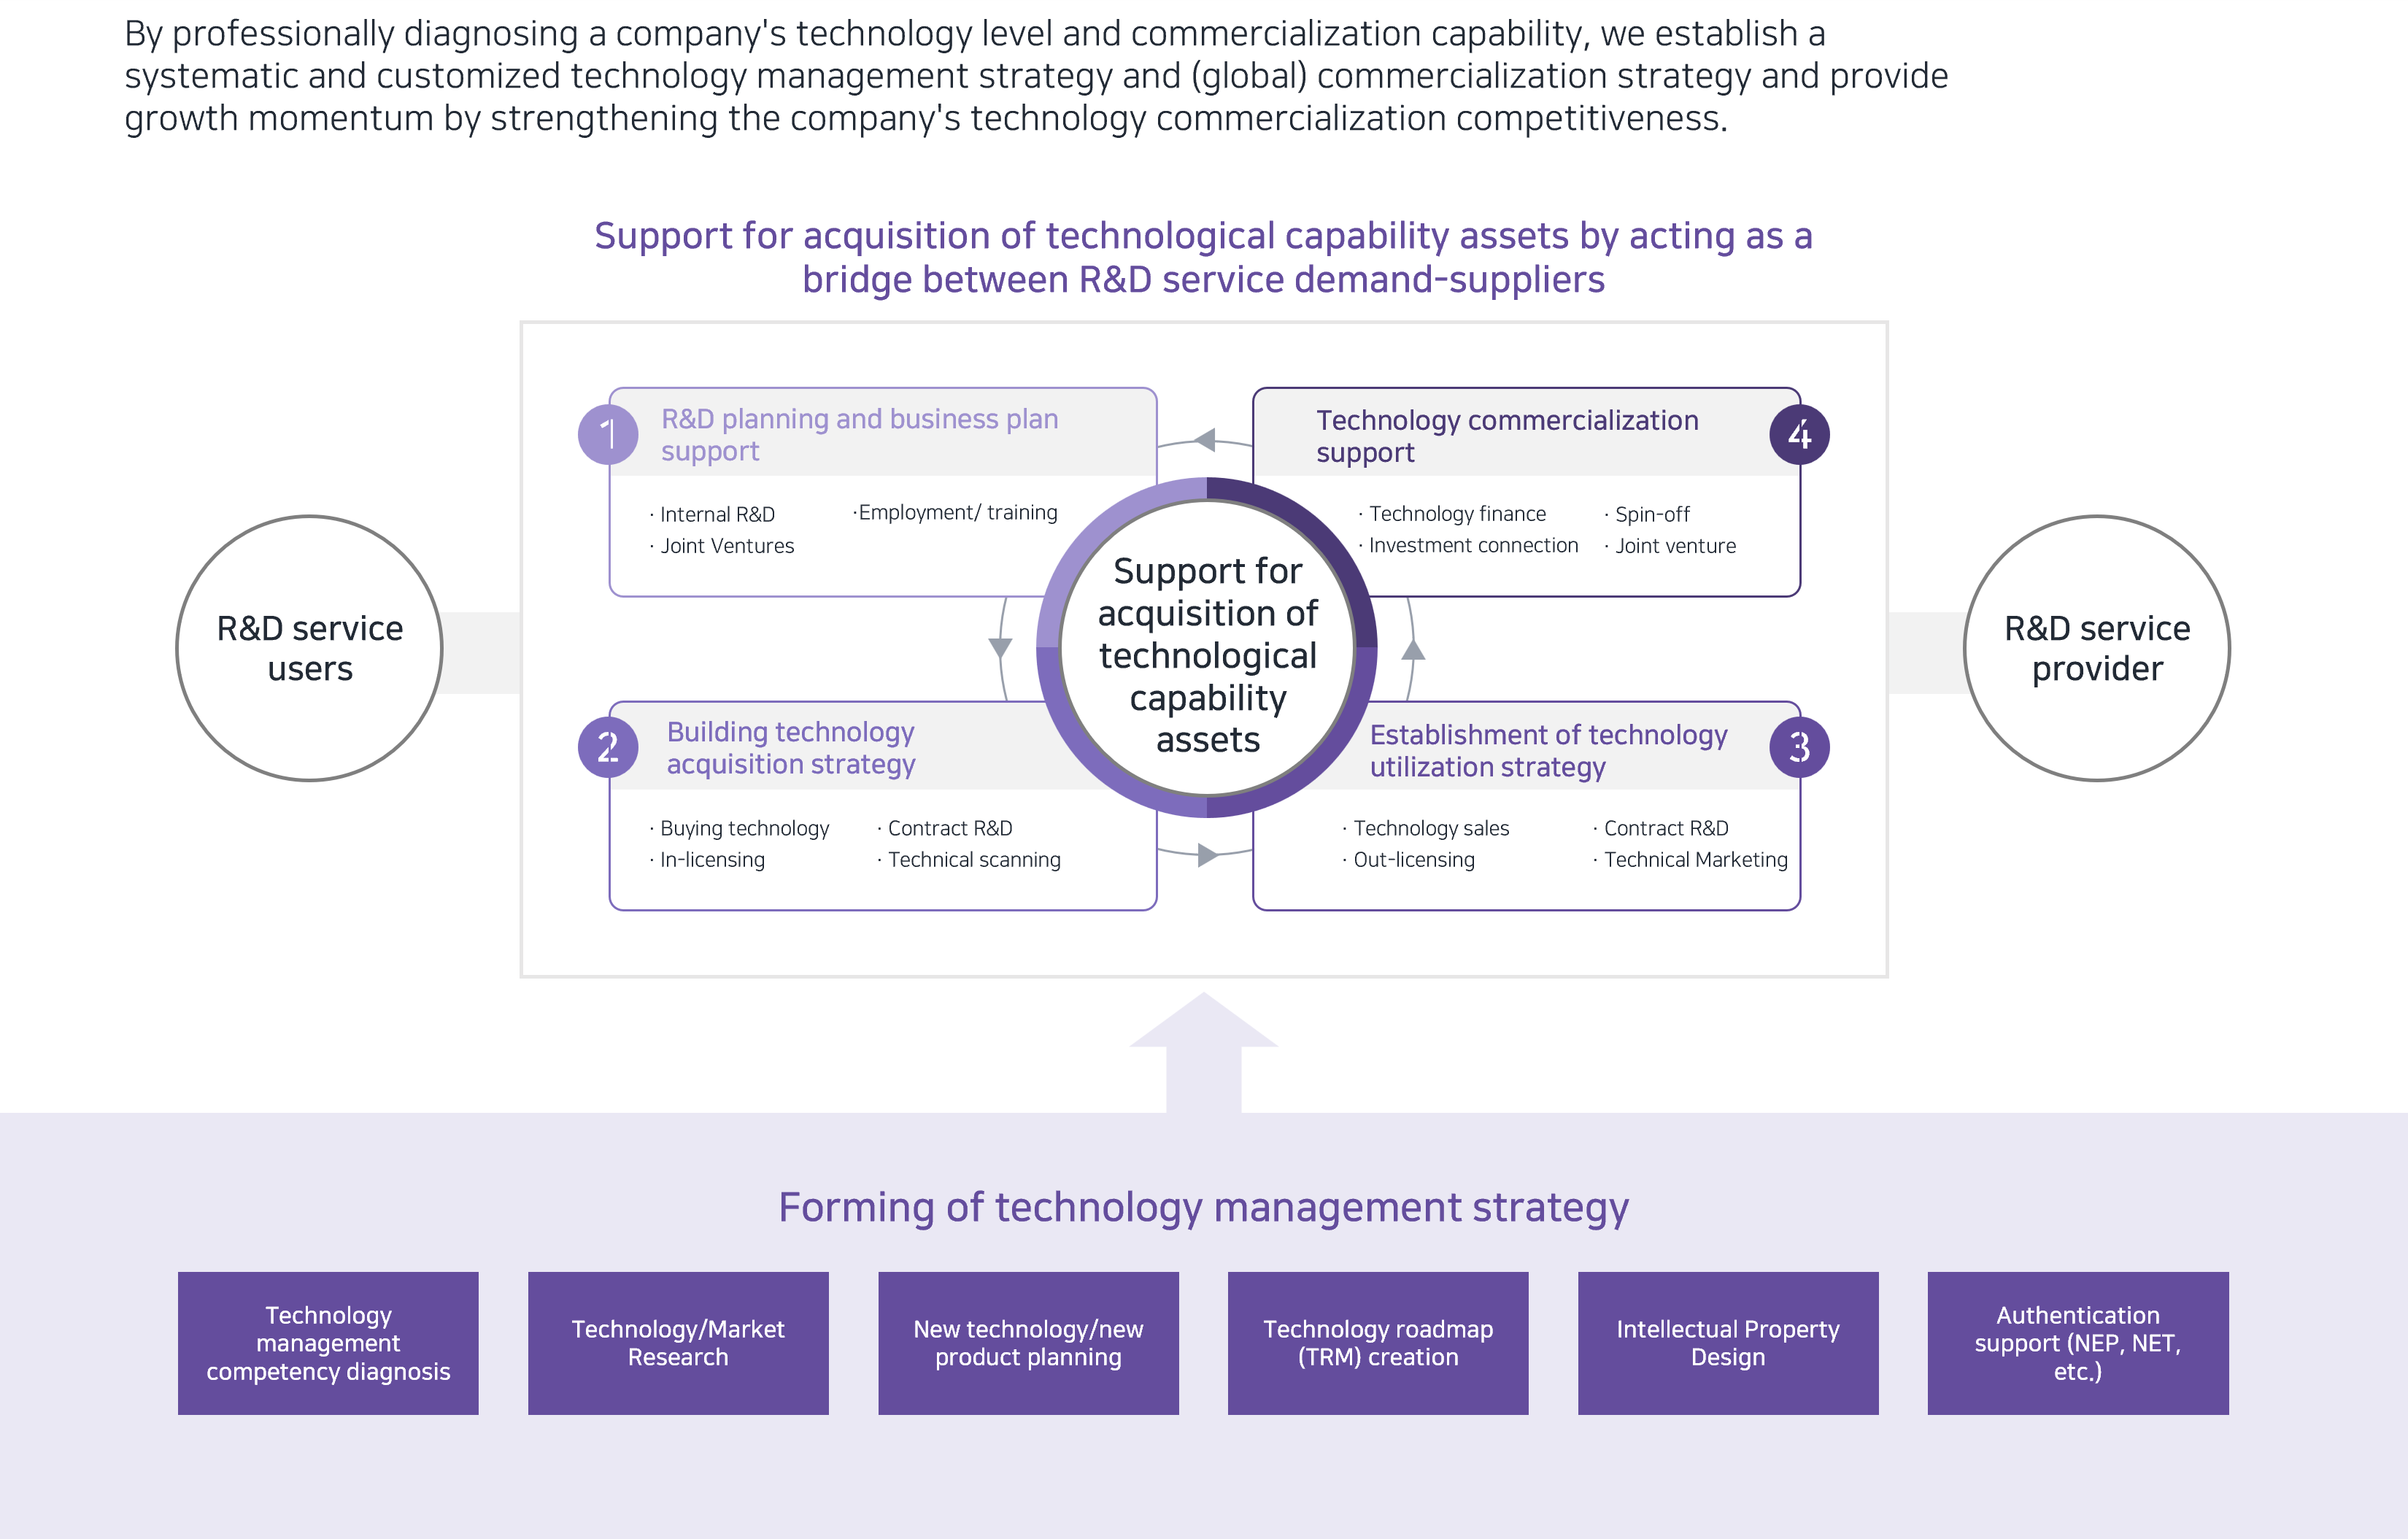 By professionally diagnosing a company's technology level and commercialization capability, we establish a
systematic and customized technology management strategy and (global) commercialization strategy and provide
growth momentum by strengthening the company's technology commercialization competitiveness.
Support for acquisition of technological capability assets by acting as a
bridge between R&D service demand-suppliers
R&D service
users
1
R&D planning and business plan
support
· Internal R&D
· Joint Ventures
·Employment/ training
2
Building technology
acquisition strategy
· Buying technology
· In-licensing
· Contract R&D
· Technical scanning
Support for
acquisition of
technological
capability
assets
3
Establishment of technology
utilization strategy
· Technology sales
· Out-licensing
· Contract R&D
· Technical Marketing
4
Technology commercialization
support
· Technology finance
· Investment connection
· Spin-off
· Joint venture
R&D service
provider
Forming of technology management strategy
Technology
management
competency diagnosis
Technology/Market
Research
New technology/new
product planning
Technology roadmap
(TRM) creation
Intellectual Property
Design
Authentication
support (NEP, NET,
etc.)